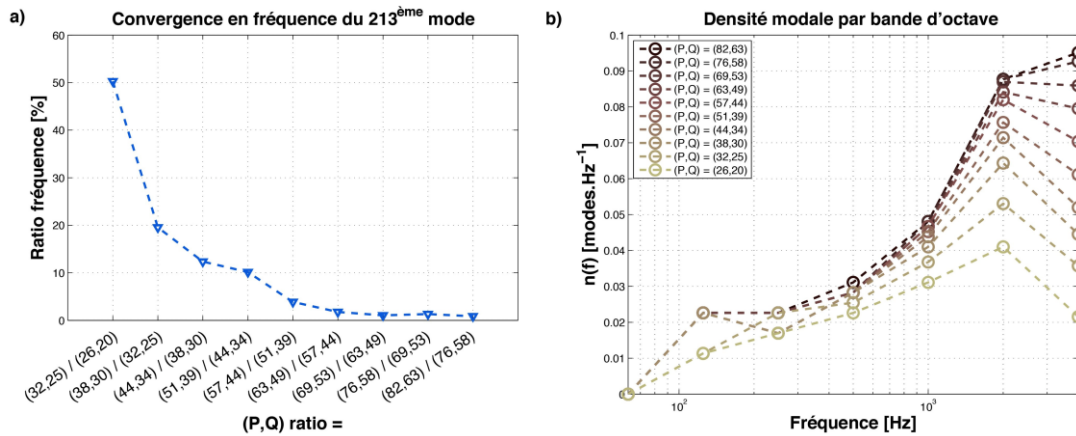 a)
Convergence en fréquence du 213ème mode
Ratio fréquence [%]
60
50
40
30
20
10
0
(32,25) / (26,20)
(38,30) / (32,25)
(44,34) / (38,30)
(51,39) / (44,34)
(57,44) / (51,39)
(63,49) / (57,44)
(69,53) / (63,49)
(76,58) / (69,53)
(82,63) / (76,58)
(P,Q) ratio =
b)
Densité modale par bande d'octave
n(f) [modes.Hz⁻¹]
0.1
0.09
0.08
0.07
0.06
0.05
0.04
0.03
0.02
0.01
0
(P,Q) = (82,63)
(P,Q) = (76,58)
(P,Q) = (69,53)
(P,Q) = (63,49)
(P,Q) = (57,44)
(P,Q) = (51,39)
(P,Q) = (44,34)
(P,Q) = (38,30)
(P,Q) = (32,25)
(P,Q) = (26,20)
10² 10³
Fréquence [Hz]